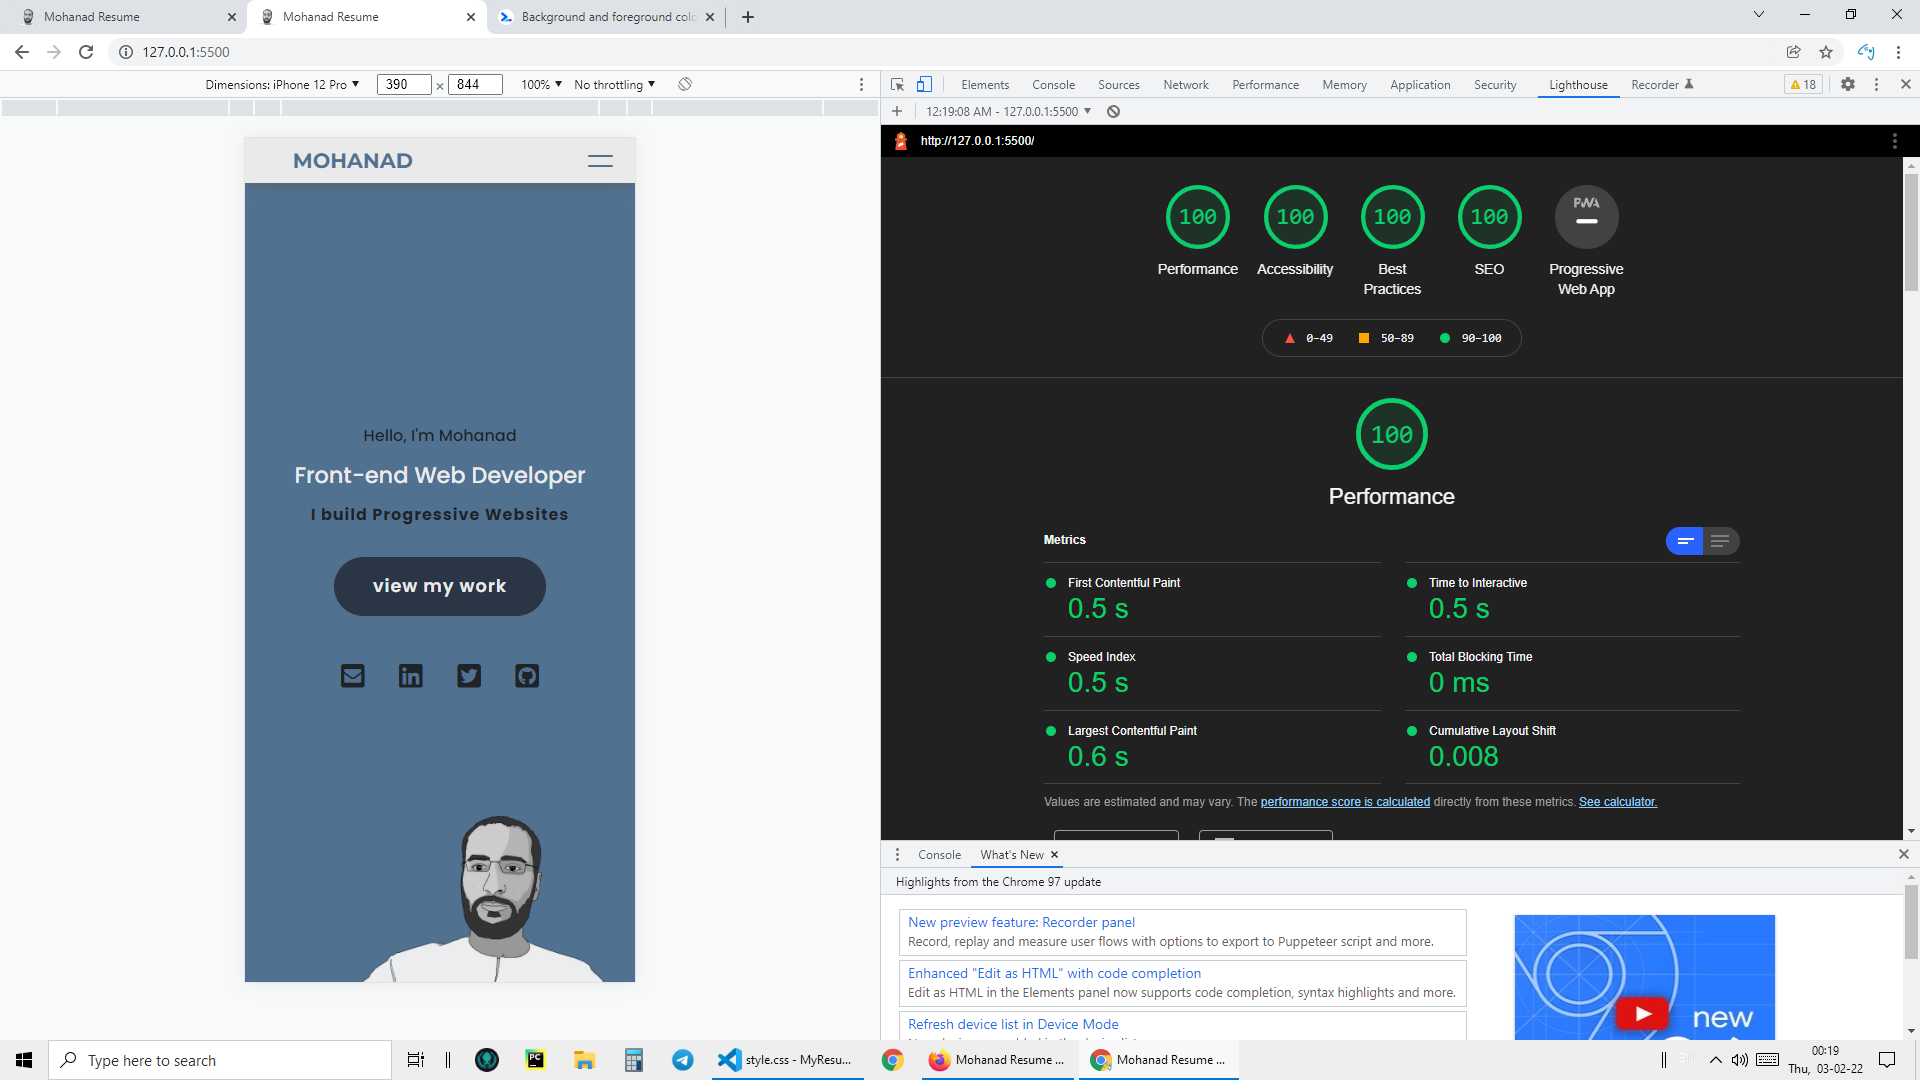 Mohanad Resume
Mohanad Resume
Background and foreground colo
127.0.0.1:5500
Dimensions: iPhone 12 Pro
390 × 844
100%
No throttling
Elements
Console
Sources
Network
Performance
Memory
Application
Security
Lighthouse
Recorder
18
12:19:08 AM - 127.0.0.1:5500
http://127.0.0.1:5500/
MOHANAD
Hello, I'm Mohanad
Front-end Web Developer
I build Progressive Websites
view my work
100
100
100
100
PWA
Performance
Accessibility
Best
Practices
SEO
Progressive
Web App
0–49
50–89
90–100
100
Performance
Metrics
First Contentful Paint
0.5 s
Time to Interactive
0.5 s
Speed Index
0.5 s
Total Blocking Time
0 ms
Largest Contentful Paint
0.6 s
Cumulative Layout Shift
0.008
Values are estimated and may vary. The performance score is calculated directly from these metrics. See calculator.
Console
What's New
Highlights from the Chrome 97 update
New preview feature: Recorder panel
Record, replay and measure user flows with options to export to Puppeteer script and more.
Enhanced "Edit as HTML" with code completion
Edit as HTML in the Elements panel now supports code completion, syntax highlights and more.
Refresh device list in Device Mode
new
Type here to search
PC
style.css - MyResu...
Mohanad Resume ...
Mohanad Resume ...
00:19
Thu, 03-02-22